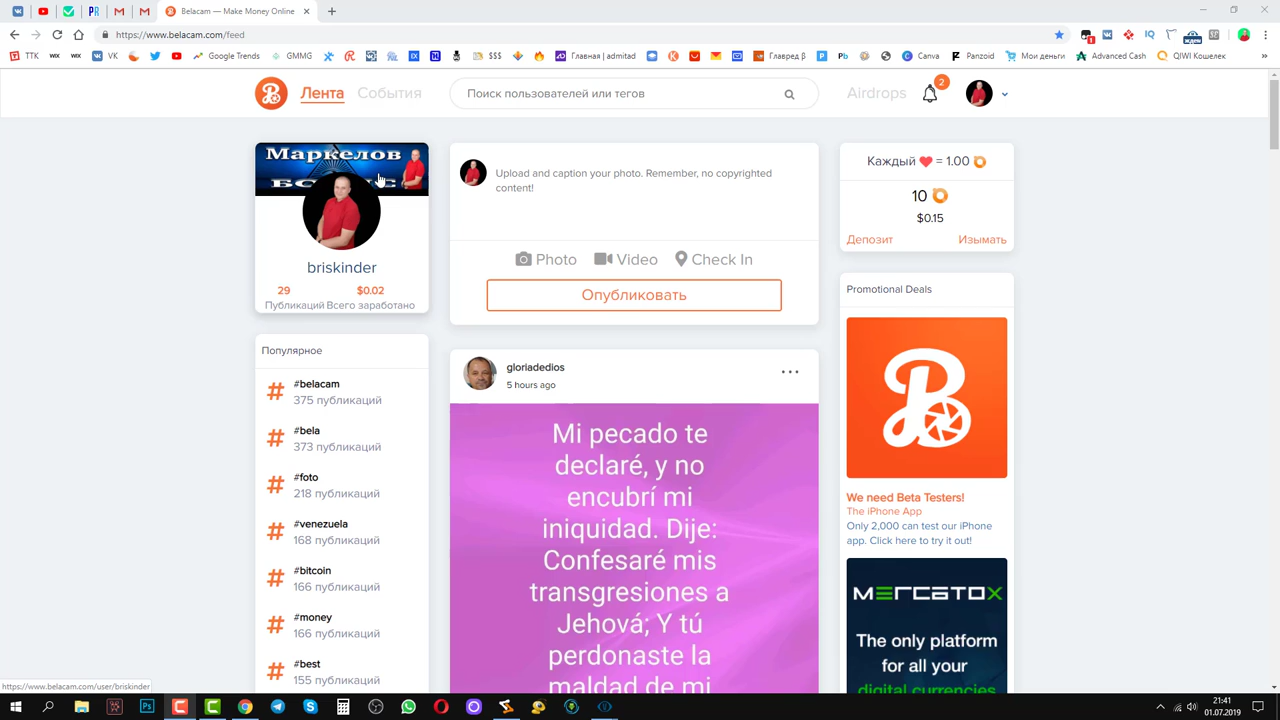 Belacam — Make Money Online
https://www.belacam.com/feed
ТТК
VK
Google Trends
GMMG
$$$
Главная | admitad
Главред β
Canva
Panzoid
Мои деньги
Advanced Cash
QIWI Кошелек
Лента
События
Поиск пользователей или тегов
Airdrops
2
Маркелов
briskinder
29
$0.02
Публикаций
Всего заработано
Популярное
#belacam
375 публикаций
#bela
373 публикаций
#foto
218 публикаций
#venezuela
168 публикаций
#bitcoin
166 публикаций
#money
166 публикаций
#best
155 публикаций
Upload and caption your photo. Remember, no copyrighted
content!
Photo
Video
Check In
Опубликовать
gloriadedios
5 hours ago
Mi pecado te
declaré, y no
encubrí mi
iniquidad. Dije:
Confesaré mis
transgresiones a
Jehová; Y tú
perdonaste la
maldad de mi
Каждый ❤ = 1.00
10
$0.15
Депозит
Изымать
Promotional Deals
We need Beta Testers!
The iPhone App
Only 2,000 can test our iPhone
app. Click here to try it out!
MERCATOX
The only platform
for all your
digital currencies
https://www.belacam.com/user/briskinder
21:41
01.07.2019